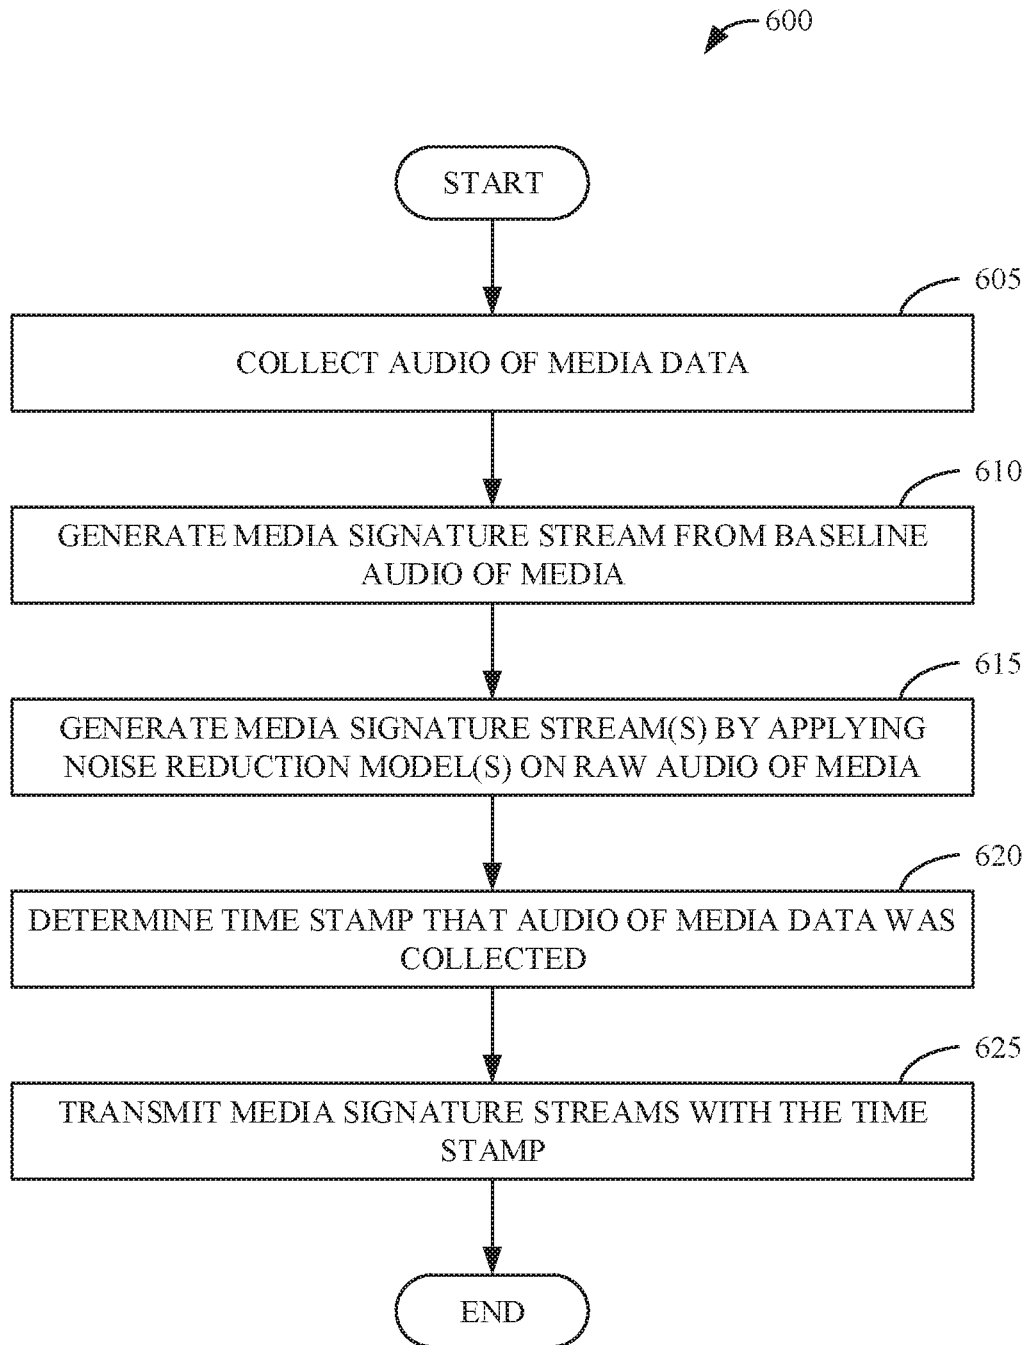 600
START
605
COLLECT AUDIO OF MEDIA DATA
610
GENERATE MEDIA SIGNATURE STREAM FROM BASELINE
AUDIO OF MEDIA
615
GENERATE MEDIA SIGNATURE STREAM(S) BY APPLYING
NOISE REDUCTION MODEL(S) ON RAW AUDIO OF MEDIA
620
DETERMINE TIME STAMP THAT AUDIO OF MEDIA DATA WAS
COLLECTED
625
TRANSMIT MEDIA SIGNATURE STREAMS WITH THE TIME
STAMP
END